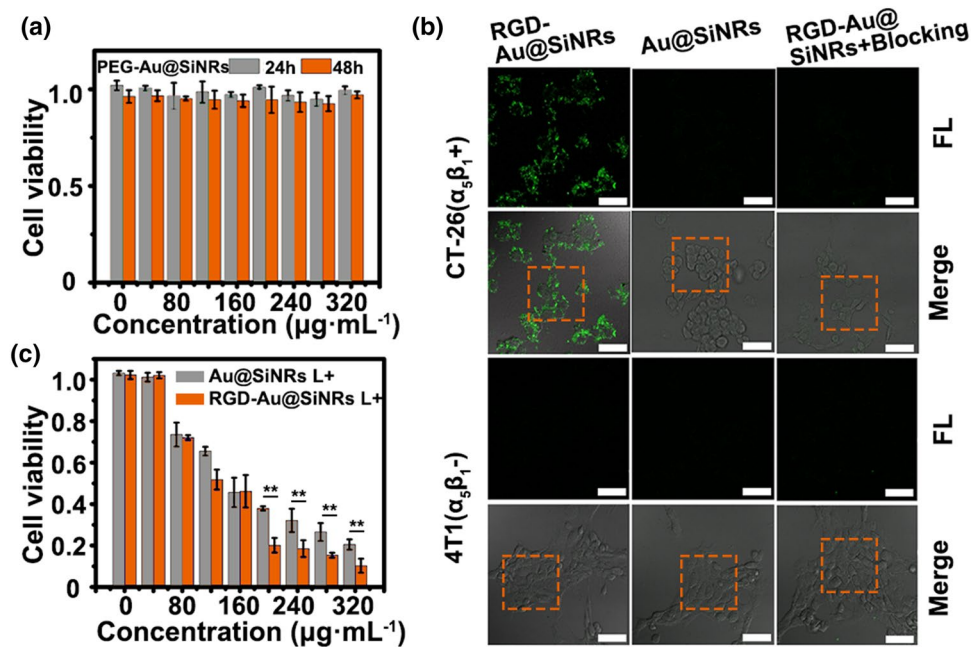 (a)
PEG-Au@SiNRs 24h 48h
1.0
0.5
0
Cell viability
0 80 160 240 320
Concentration (μg·mL⁻¹)
(b)
RGD-
Au@SiNRs
Au@SiNRs
RGD-Au@
SiNRs+Blocking
CT-26(α₅β₁+)
FL
Merge
4T1(α₅β₁-)
FL
Merge
(c)
Au@SiNRs L+
RGD-Au@SiNRs L+
1.0
0.8
0.6
0.4
0.2
0
Cell viability
** ** ** **
0 80 160 240 320
Concentration (μg·mL⁻¹)